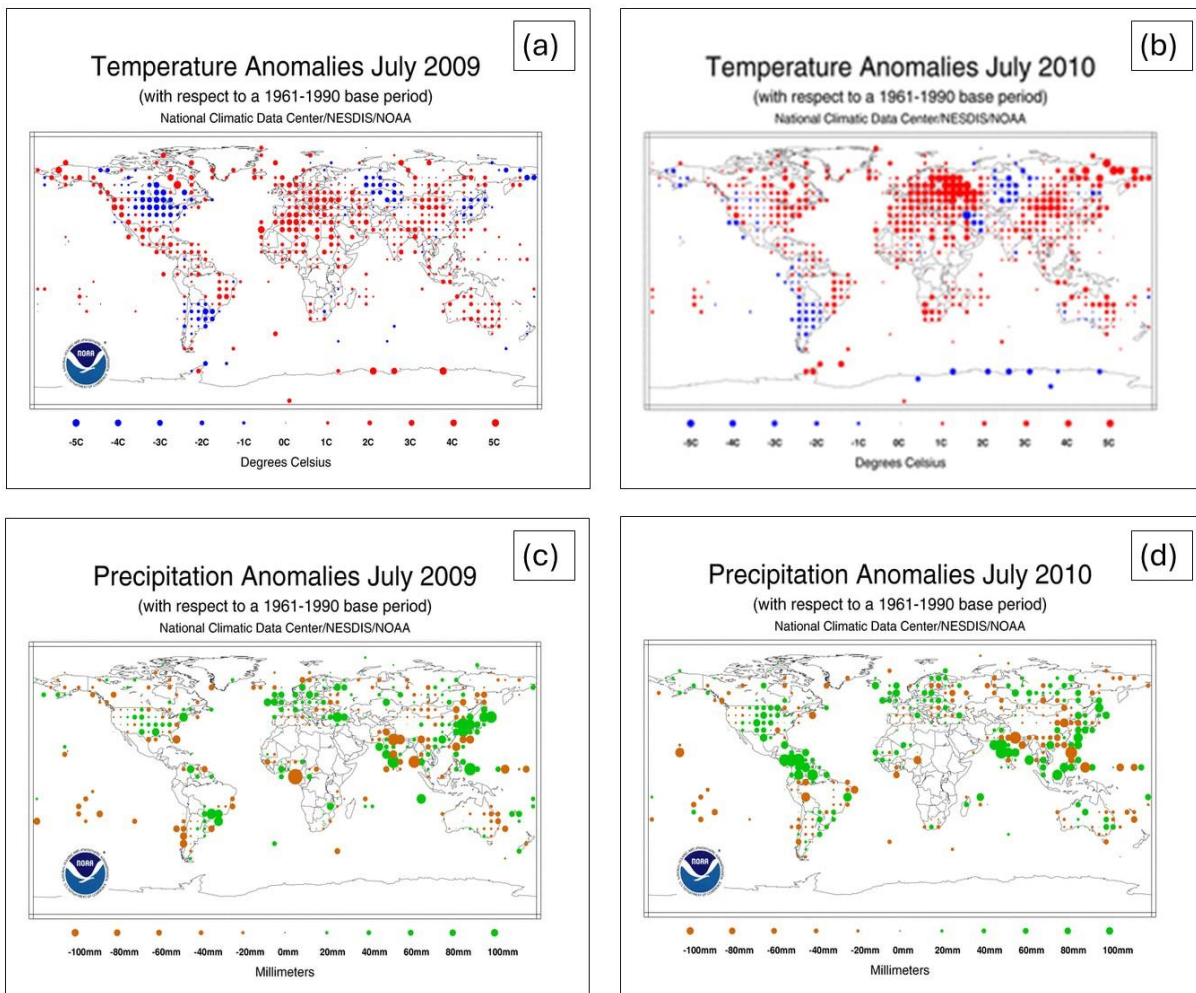 (a)
Temperature Anomalies July 2009
(with respect to a 1961-1990 base period)
National Climatic Data Center/NESDIS/NOAA
NOAA
-5C -4C -3C -2C -1C 0C 1C 2C 3C 4C 5C
Degrees Celsius
(b)
Temperature Anomalies July 2010
(with respect to a 1961-1990 base period)
National Climatic Data Center/NESDIS/NOAA
-5C -4C -3C -2C -1C 0C 1C 2C 3C 4C 5C
Degrees Celsius
(c)
Precipitation Anomalies July 2009
(with respect to a 1961-1990 base period)
National Climatic Data Center/NESDIS/NOAA
NOAA
-100mm -80mm -60mm -40mm -20mm 0mm 20mm 40mm 60mm 80mm 100mm
Millimeters
(d)
Precipitation Anomalies July 2010
(with respect to a 1961-1990 base period)
National Climatic Data Center/NESDIS/NOAA
NOAA
-100mm -80mm -60mm -40mm -20mm 0mm 20mm 40mm 60mm 80mm 100mm
Millimeters